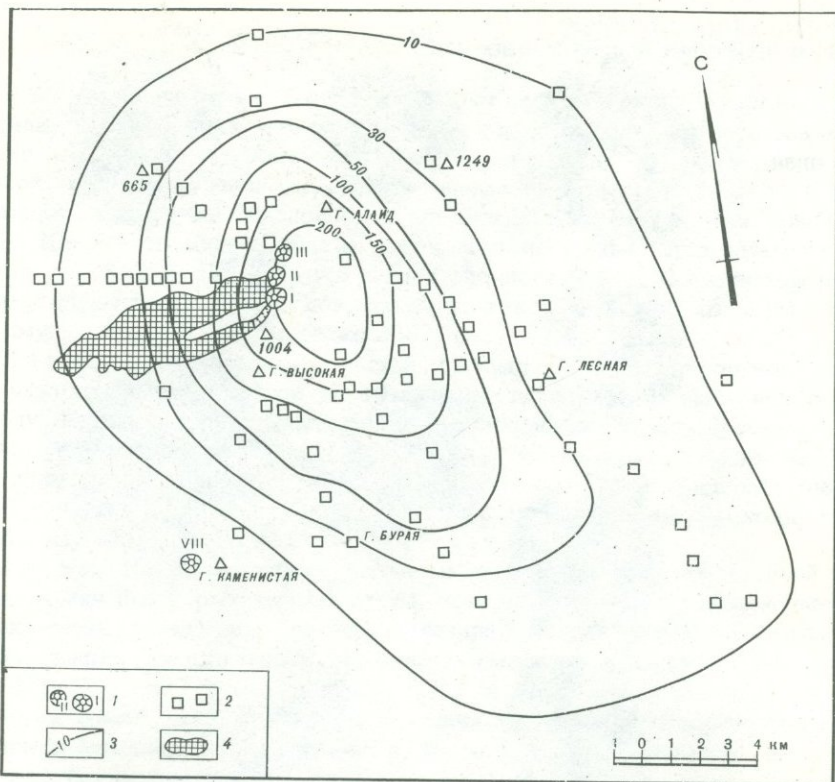 10
С
30
50
1249
665
100
г. АЛАИД
200
150
III
II
I
1004
г. ВЫСОКАЯ
г. ЛЕСНАЯ
г. БУРАЯ
VIII
г. КАМЕНИСТАЯ
II I 1
2
10 3
4
1 0 1 2 3 4 км